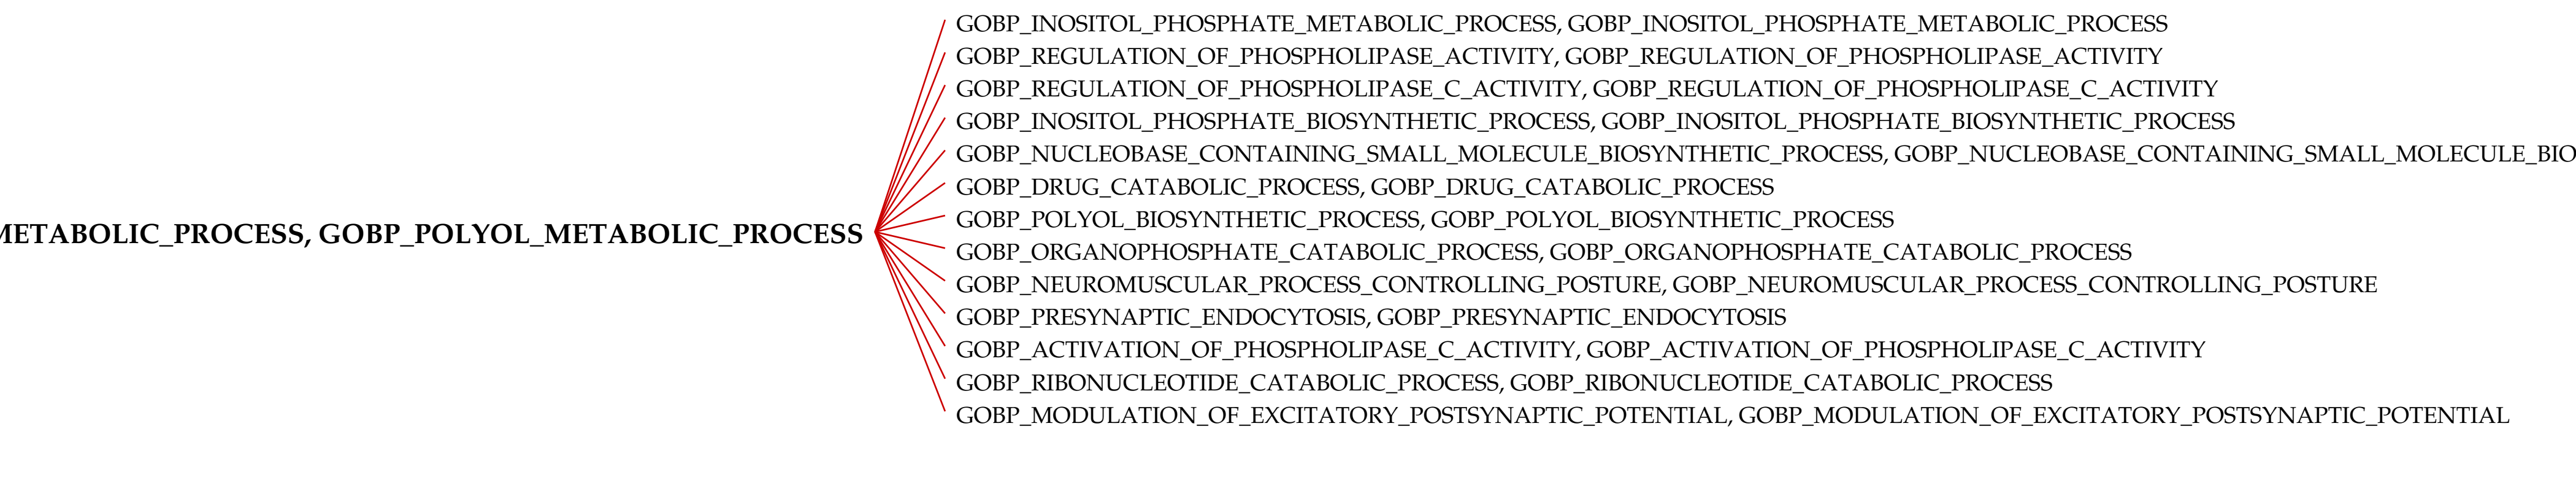 GOBP_INOSITOL_PHOSPHATE_METABOLIC_PROCESS, GOBP_INOSITOL_PHOSPHATE_METABOLIC_PROCESS
GOBP_REGULATION_OF_PHOSPHOLIPASE_ACTIVITY, GOBP_REGULATION_OF_PHOSPHOLIPASE_ACTIVITY
GOBP_REGULATION_OF_PHOSPHOLIPASE_C_ACTIVITY, GOBP_REGULATION_OF_PHOSPHOLIPASE_C_ACTIVITY
GOBP_INOSITOL_PHOSPHATE_BIOSYNTHETIC_PROCESS, GOBP_INOSITOL_PHOSPHATE_BIOSYNTHETIC_PROCESS
GOBP_NUCLEOBASE_CONTAINING_SMALL_MOLECULE_BIOSYNTHETIC_PROCESS, GOBP_NUCLEOBASE_CONTAINING_SMALL_MOLECULE_BIO
GOBP_DRUG_CATABOLIC_PROCESS, GOBP_DRUG_CATABOLIC_PROCESS
GOBP_POLYOL_BIOSYNTHETIC_PROCESS, GOBP_POLYOL_BIOSYNTHETIC_PROCESS
METABOLIC_PROCESS, GOBP_POLYOL_METABOLIC_PROCESS
GOBP_ORGANOPHOSPHATE_CATABOLIC_PROCESS, GOBP_ORGANOPHOSPHATE_CATABOLIC_PROCESS
GOBP_NEUROMUSCULAR_PROCESS_CONTROLLING_POSTURE, GOBP_NEUROMUSCULAR_PROCESS_CONTROLLING_POSTURE
GOBP_PRESYNAPTIC_ENDOCYTOSIS, GOBP_PRESYNAPTIC_ENDOCYTOSIS
GOBP_ACTIVATION_OF_PHOSPHOLIPASE_C_ACTIVITY, GOBP_ACTIVATION_OF_PHOSPHOLIPASE_C_ACTIVITY
GOBP_RIBONUCLEOTIDE_CATABOLIC_PROCESS, GOBP_RIBONUCLEOTIDE_CATABOLIC_PROCESS
GOBP_MODULATION_OF_EXCITATORY_POSTSYNAPTIC_POTENTIAL, GOBP_MODULATION_OF_EXCITATORY_POSTSYNAPTIC_POTENTIAL